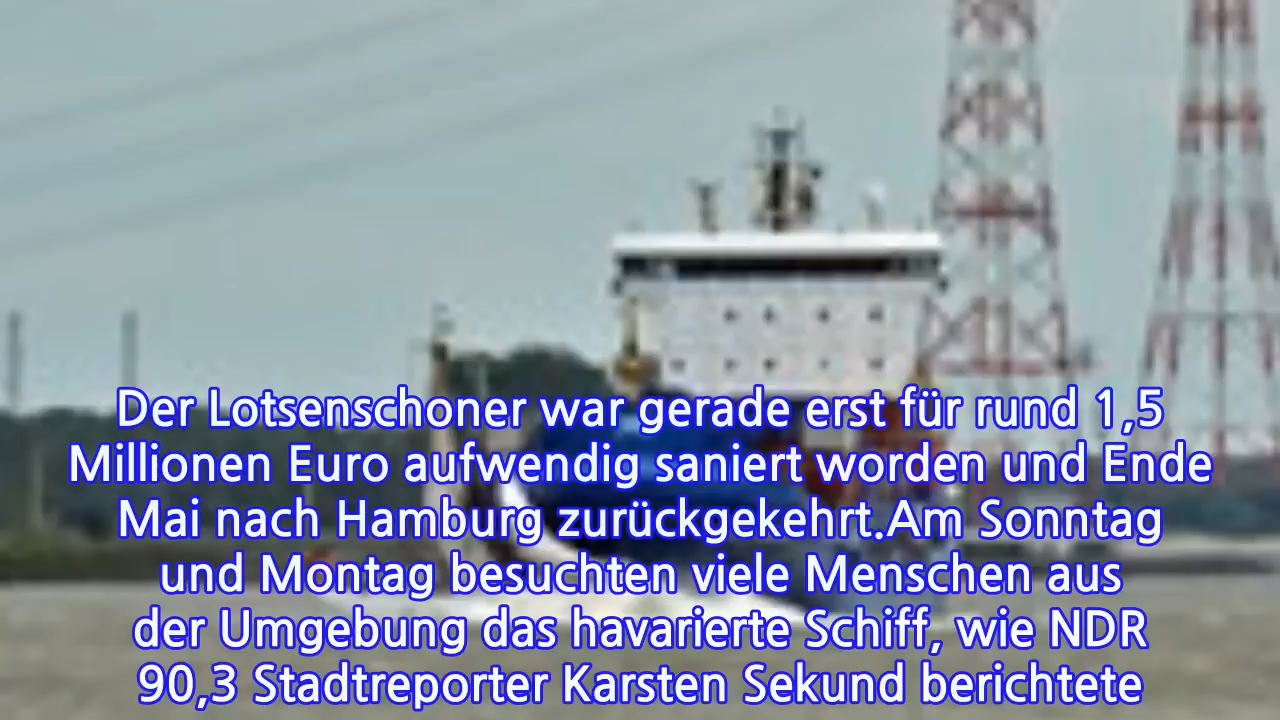 Der Lotsenschoner war gerade erst für rund 1,5
Millionen Euro aufwendig saniert worden und Ende
Mai nach Hamburg zurückgekehrt.Am Sonntag
und Montag besuchten viele Menschen aus
der Umgebung das havarierte Schiff, wie NDR
90,3 Stadtreporter Karsten Sekund berichtete